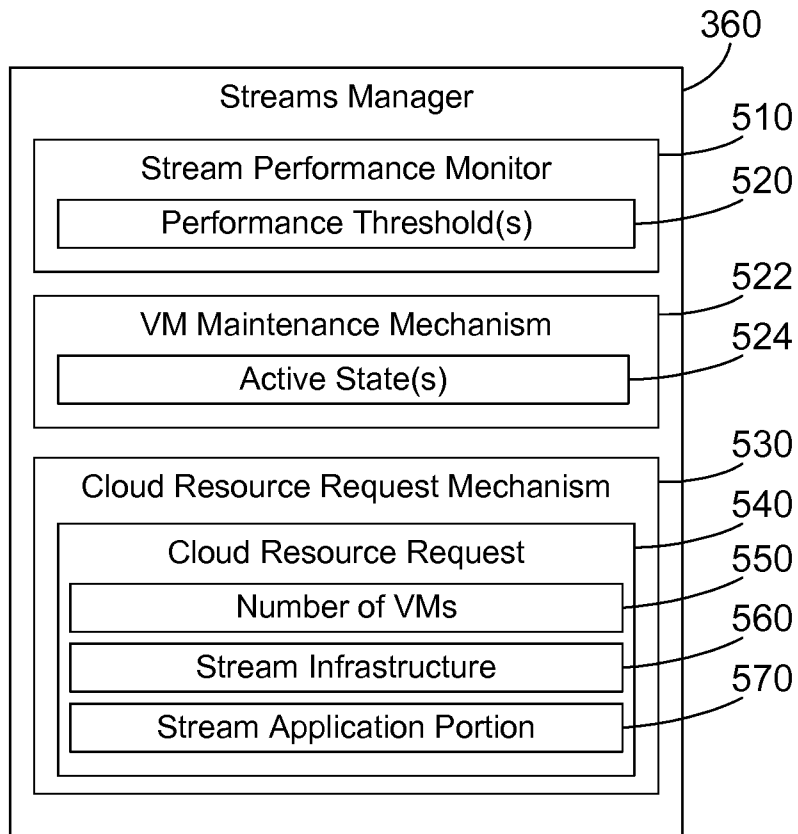 360
Streams Manager
510
Stream Performance Monitor
520
Performance Threshold(s)
522
VM Maintenance Mechanism
524
Active State(s)
530
Cloud Resource Request Mechanism
540
Cloud Resource Request
550
Number of VMs
560
Stream Infrastructure
570
Stream Application Portion